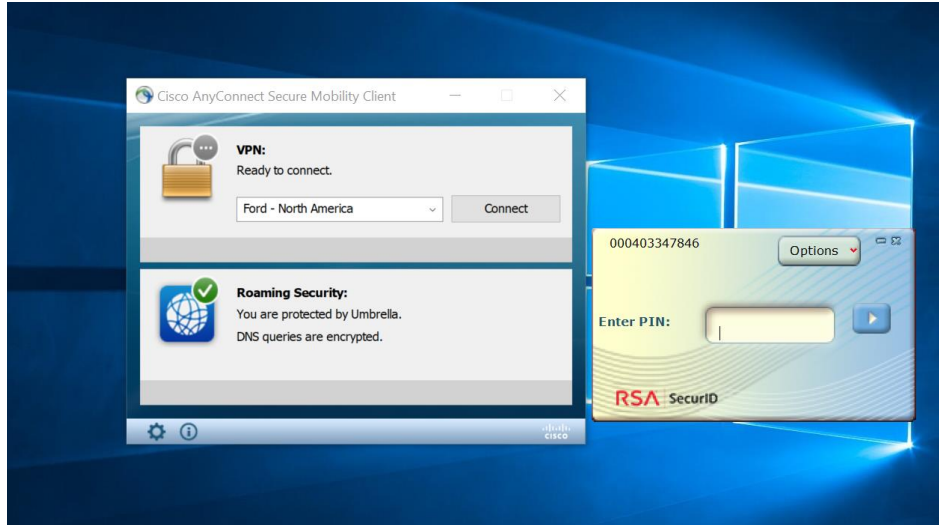 Cisco AnyConnect Secure Mobility Client
VPN:
Ready to connect.
Ford - North America
Connect
Roaming Security:
You are protected by Umbrella.
DNS queries are encrypted.
cisco
000403347846
Options
Enter PIN:
RSA SecurID